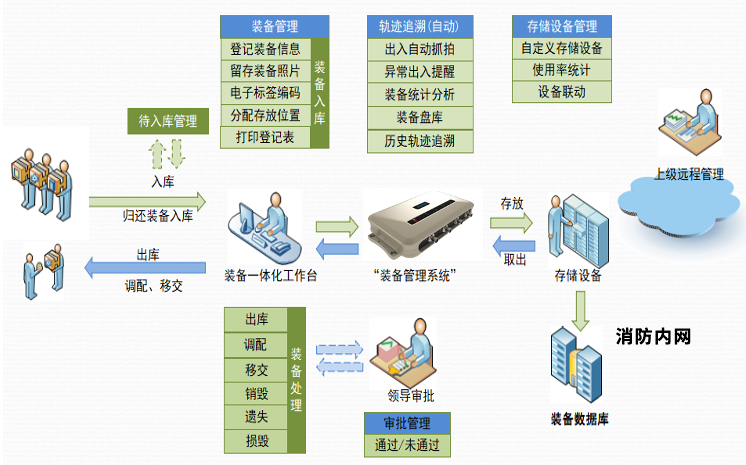 装备管理
登记装备信息
留存装备照片
电子标签编码
分配存放位置
打印登记表
装备入库
轨迹追溯(自动)
出入自动抓拍
异常出入提醒
装备统计分析
装备盘库
历史轨迹追溯
存储设备管理
自定义存储设备
使用率统计
设备联动
待入库管理
入库
归还装备入库
出库
调配、移交
装备一体化工作台
“装备管理系统”
存放
取出
存储设备
上级远程管理
消防内网
装备数据库
出库
调配
移交
销毁
遗失
损毁
装备处理
领导审批
审批管理
通过/未通过